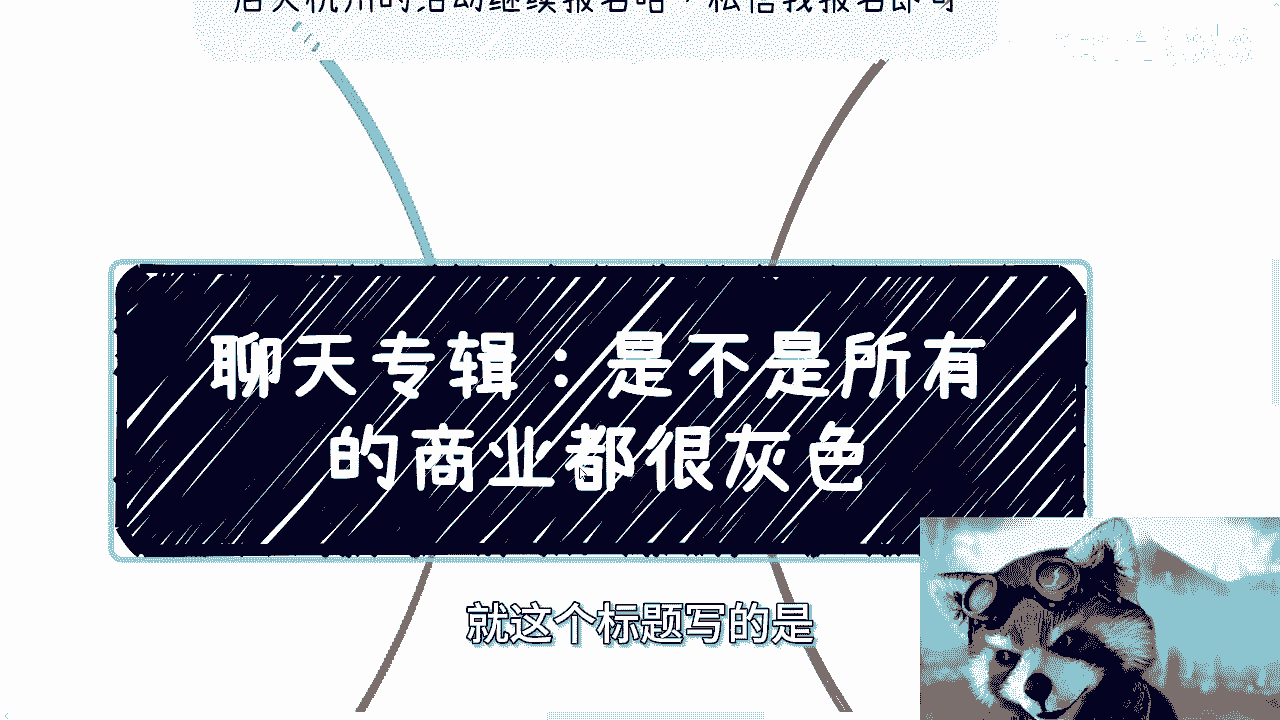 后天杭州的活动继续报名哈，私信我报名即可
聊天专辑：是不是所有
的商业都很灰色
就这个标题写的是